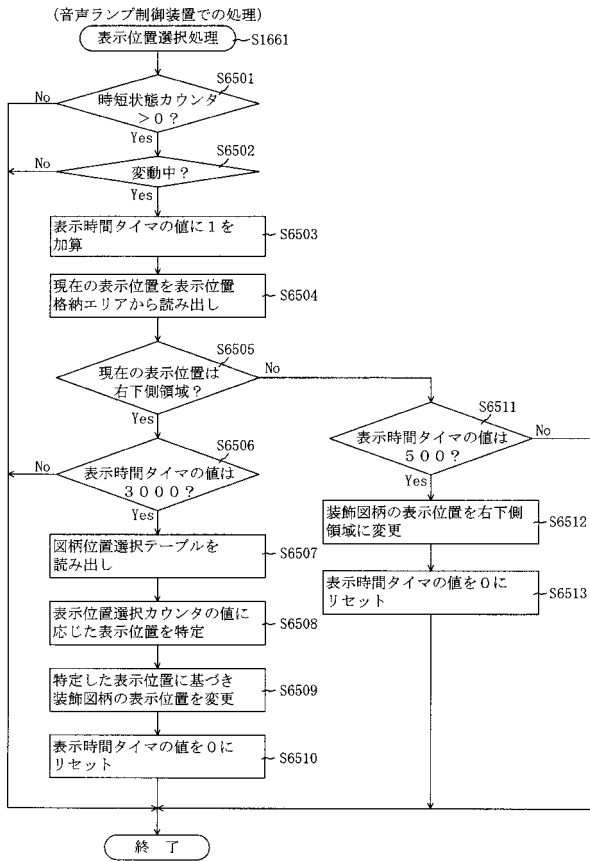 (音声ランプ制御装置での処理)
表示位置選択処理
S1661
S6501
時短状態カウンタ
>0?
No
Yes
S6502
変動中?
No
Yes
表示時間タイマの値に1を
加算
S6503
現在の表示位置を表示位置
格納エリアから読み出し
S6504
S6505
現在の表示位置は
右下側領域?
No
Yes
S6506
表示時間タイマの値は
3000?
No
Yes
図柄位置選択テーブルを
読み出し
S6507
表示位置選択カウンタの値に
応じた表示位置を特定
S6508
特定した表示位置に基づき
装飾図柄の表示位置を変更
S6509
表示時間タイマの値を0に
リセット
S6510
S6511
表示時間タイマの値は
500?
No
Yes
装飾図柄の表示位置を右下側
領域に変更
S6512
表示時間タイマの値を0に
リセット
S6513
終 了